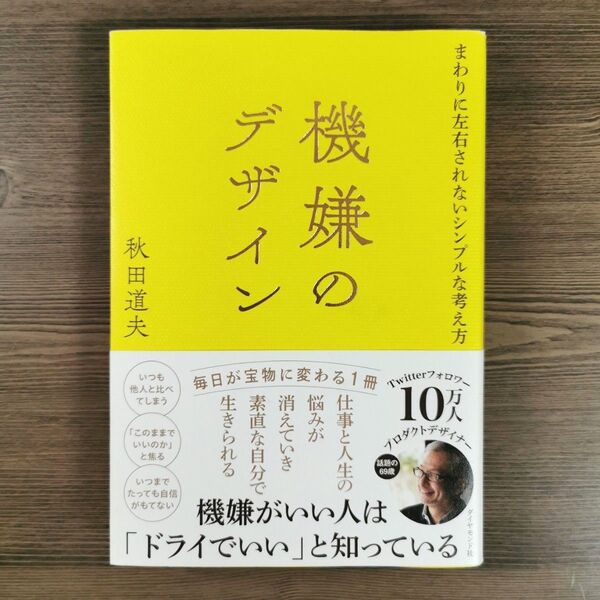 まわりに左右されないシンプルな考え方
機嫌の
デザイン
秋田道夫
毎日が宝物に変わる1冊
いつも
他人と比べ
てしまう
「このままで
いいのか」
と焦る
いつまで
たっても自信
がもてない
仕事と人生の
悩みが
消えていき
素直な自分で
生きられる
Twitterフォロワー
10万人
プロダクトデザイナー
話題の
69歳
機嫌がいい人は
「ドライでいい」と知っている
ダイヤモンド社